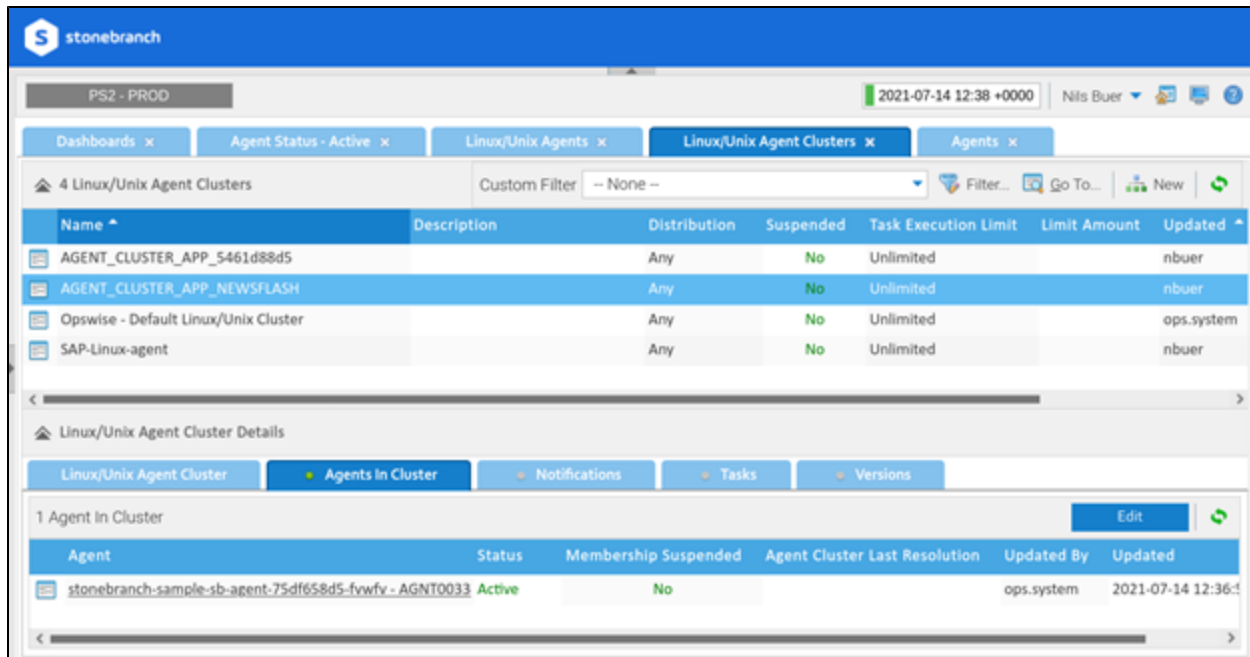 S stonebranch
PS2 - PROD 2021-07-14 12:38 +0000 Nils Buer
Dashboards x Agent Status - Active x Linux/Unix Agents x Linux/Unix Agent Clusters x Agents x
4 Linux/Unix Agent Clusters Custom Filter -- None -- Filter... Go To... New
Name Description Distribution Suspended Task Execution Limit Limit Amount Updated
AGENT_CLUSTER_APP_5461d88d5 Any No Unlimited nbuer
AGENT_CLUSTER_APP_NEWSFLASH Any No Unlimited nbuer
Opswise - Default Linux/Unix Cluster Any No Unlimited ops.system
SAP-Linux-agent Any No Unlimited nbuer
Linux/Unix Agent Cluster Details
Linux/Unix Agent Cluster Agents In Cluster Notifications Tasks Versions
1 Agent In Cluster Edit
Agent Status Membership Suspended Agent Cluster Last Resolution Updated By Updated
stonebranch-sample-sb-agent-75df658d5-fvwfv - AGNT0033 Active No ops.system 2021-07-14 12:36:5